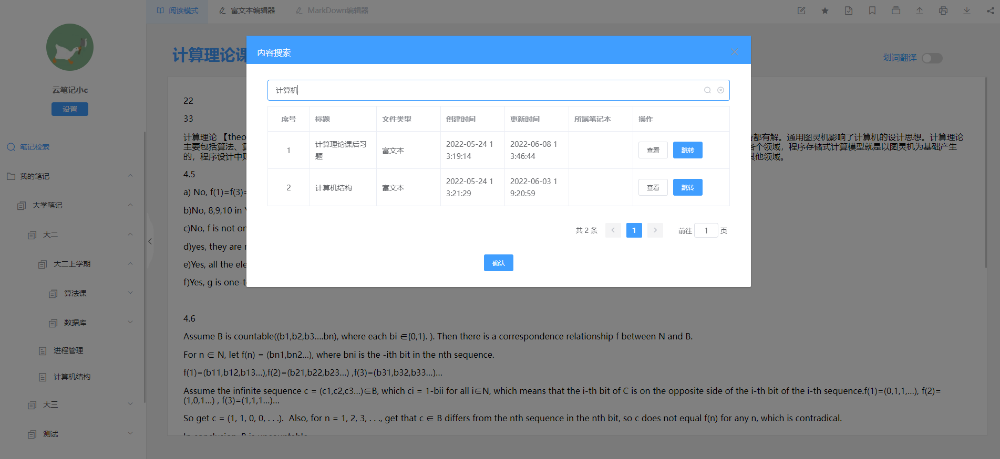 阅读模式
富文本编辑器
MarkDown编辑器
云笔记小c
设置
笔记检索
我的笔记
大学笔记
大二
大二上学期
算法课
数据库
进程管理
计算机结构
大三
测试
计算理论课
划词翻译
内容搜索
计算机
序号 标题 文件类型 创建时间 更新时间 所属笔记本 操作
1 计算理论课后习 富文本 2022-05-24 1 2022-06-08 1 查看 跳转
题 3:19:14 3:46:44
2 计算机结构 富文本 2022-05-24 1 2022-06-03 1 查看 跳转
3:21:29 9:20:59
共 2 条 1 前往 1 页
确认
22
33
计算理论 【theo 都有解。通用图灵机影响了计算机的设计思想。计算理论
主要包括算法、 各个领域，程序存储式计算模型就是以图灵机为基础产生
的，程序设计中 其他领域。
4.5
a) No, f(1)=f(3)=
b)No, 8,9,10 in
c)No, f is not
d)yes, they are
e)Yes, all the
f)Yes, g is
4.6
Assume B is countable((b1,b2,b3....bn), where each bi ∈{0,1}. ). Then there is a correspondence relationship f between N and B.
For n ∈ N, let f(n) = (bn1,bn2...), where bni is the -ith bit in the nth sequence.
f(1)=(b11,b12,b13...),f(2)=(b21,b22,b23...) ,f(3)=(b31,b32,b33...)...
Assume the infinite sequence c = (c1,c2,c3...)∈B, which ci = 1-bii for all i∈N, which means that the i-th bit of C is on the opposite side of the i-th bit of the i-th sequence.f(1)=(0,1,1,...), f(2)=
(1,0,1...) , f(3)=(1,1,1...)...
So get c = (1, 1, 0, 0, . . .).  Also, for n = 1, 2, 3, . . ., get that c ∈ B differs from the nth sequence in the nth bit, so c does not equal f(n) for any n, which is contradical.
In conclusion, B is uncountable